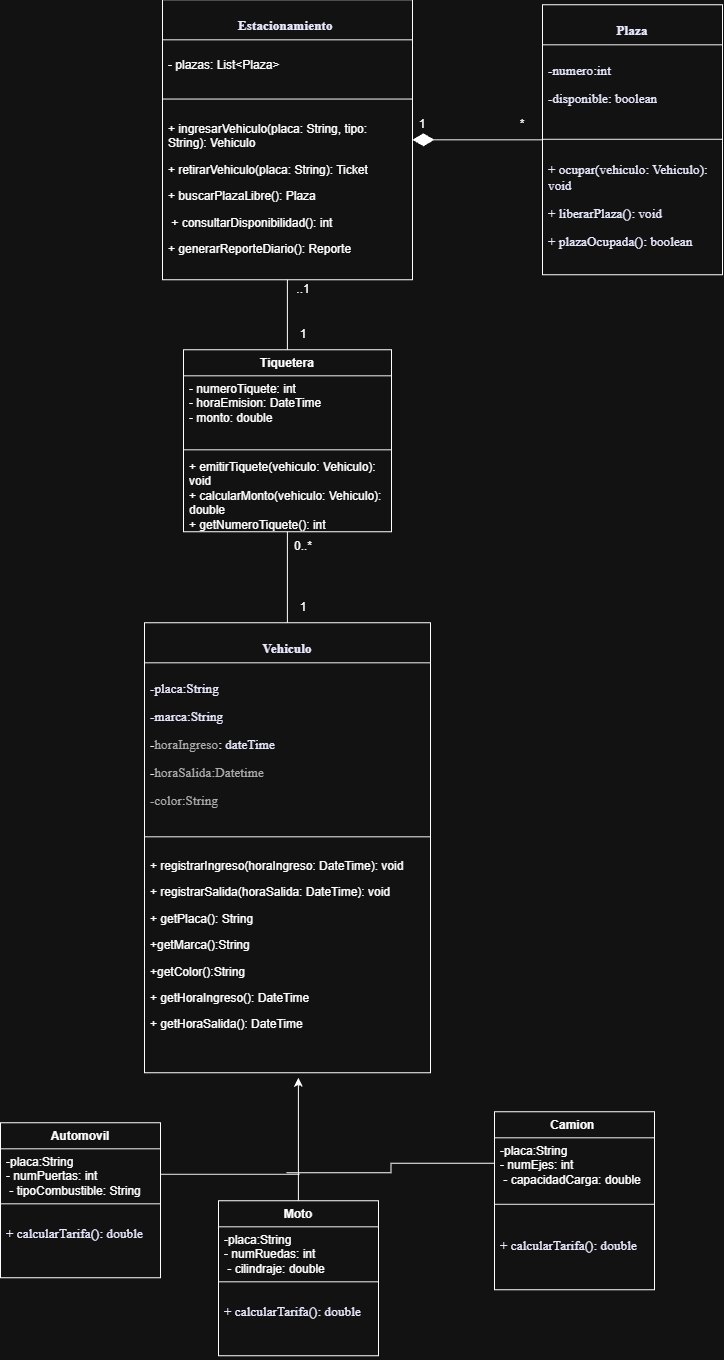 Estacionamiento
- plazas: List<Plaza>
+ ingresarVehiculo(placa: String, tipo:
String): Vehiculo
+ retirarVehiculo(placa: String): Ticket
+ buscarPlazaLibre(): Plaza
+ consultarDisponibilidad(): int
+ generarReporteDiario(): Reporte
1
*
Plaza
-numero:int
-disponible: boolean
+ ocupar(vehiculo: Vehiculo):
void
+ liberarPlaza(): void
+ plazaOcupada(): boolean
..1
1
Tiquetera
- numeroTiquete: int
- horaEmision: DateTime
- monto: double
+ emitirTiquete(vehiculo: Vehiculo):
void
+ calcularMonto(vehiculo: Vehiculo):
double
+ getNumeroTiquete(): int
0..*
1
Vehiculo
-placa:String
-marca:String
-horaIngreso: dateTime
-horaSalida:Datetime
-color:String
+ registrarIngreso(horaIngreso: DateTime): void
+ registrarSalida(horaSalida: DateTime): void
+ getPlaca(): String
+getMarca():String
+getColor():String
+ getHoraIngreso(): DateTime
+ getHoraSalida(): DateTime
Automovil
-placa:String
- numPuertas: int
- tipoCombustible: String
+ calcularTarifa(): double
Moto
-placa:String
- numRuedas: int
- cilindraje: double
+ calcularTarifa(): double
Camion
-placa:String
- numEjes: int
- capacidadCarga: double
+ calcularTarifa(): double